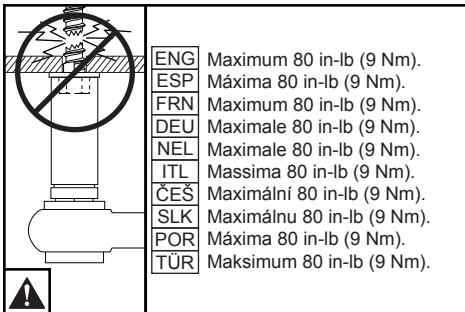 ENG Maximum 80 in-lb (9 Nm).
ESP Máxima 80 in-lb (9 Nm).
FRN Maximum 80 in-lb (9 Nm).
DEU Maximale 80 in-lb (9 Nm).
NEL Maximale 80 in-lb (9 Nm).
ITL Massima 80 in-lb (9 Nm).
ČEŠ Maximální 80 in-lb (9 Nm).
SLK Maximálnu 80 in-lb (9 Nm).
POR Máxima 80 in-lb (9 Nm).
TÜR Maksimum 80 in-lb (9 Nm).